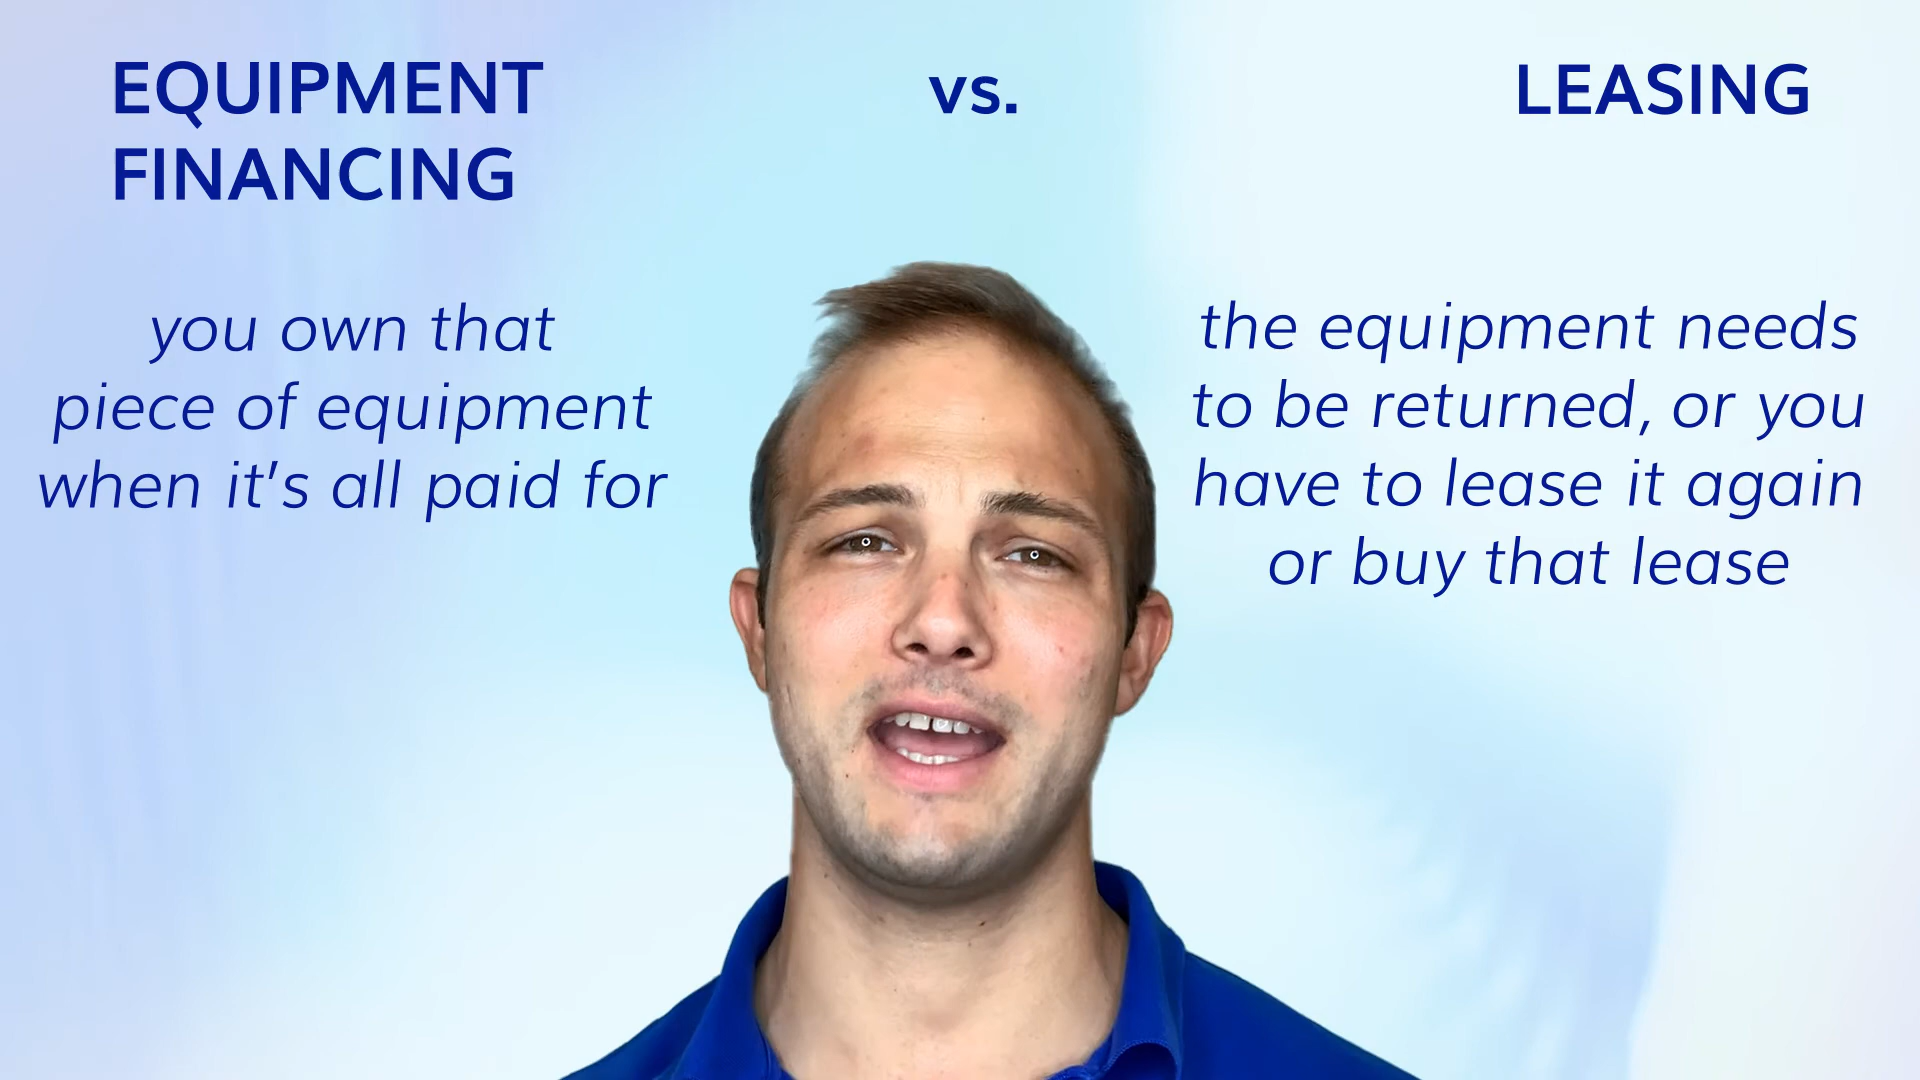 EQUIPMENT
FINANCING
vs.
LEASING
you own that
piece of equipment
when it's all paid for
the equipment needs
to be returned, or you
have to lease it again
or buy that lease